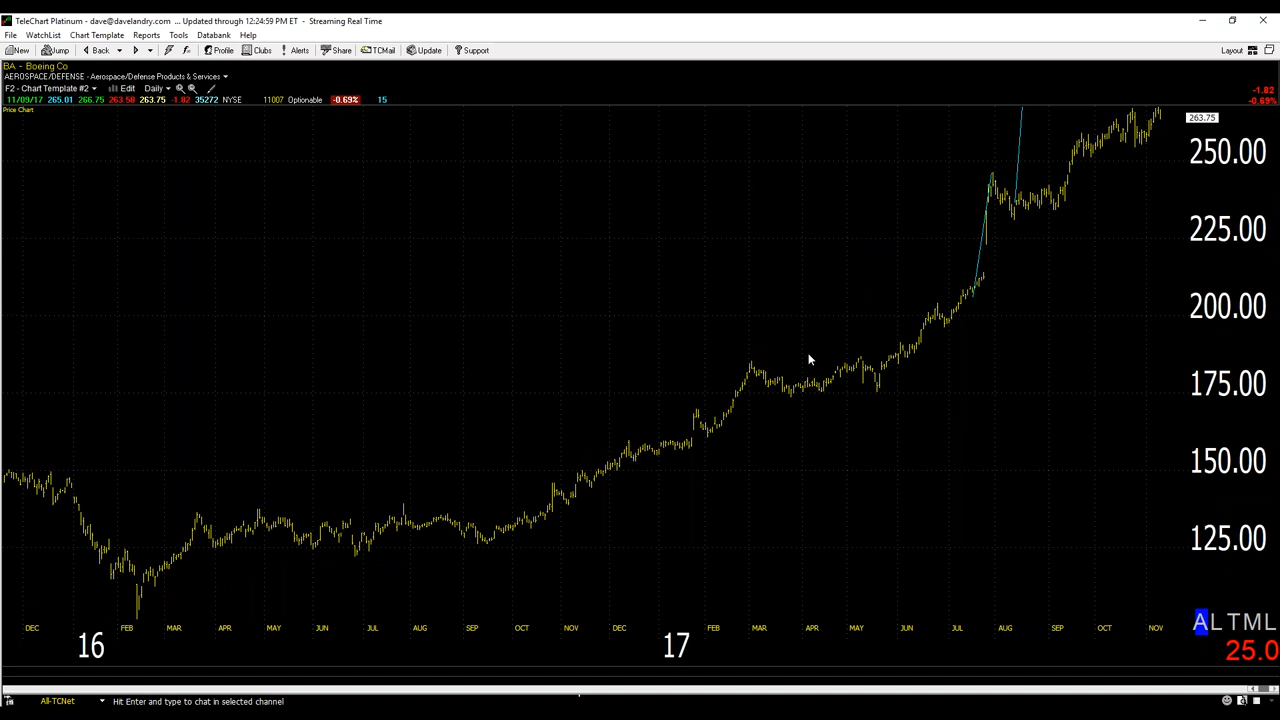 TeleChart Platinum - dave@davelandry.com ... Updated through 12:24:59 PM ET - Streaming Real Time
File WatchList Chart Template Reports Tools Databank Help
New Jump Back Profile Clubs Alerts Share TCMail Update Support Layout
BA - Boeing Co
AEROSPACE/DEFENSE - Aerospace/Defense Products & Services
F2 - Chart Template #2 Edit Daily
-1.82
11/09/17 265.01 266.75 263.58 263.75 -1.82 35272 NYSE 11007 Optionable -0.69% 15
-0.69%
Price Chart
263.75
250.00
225.00
200.00
175.00
150.00
125.00
ALTML
DEC FEB MAR APR MAY JUN JUL AUG SEP OCT NOV DEC FEB MAR APR MAY JUN JUL AUG SEP OCT NOV
16 17
25.0
All-TCNet Hit Enter and type to chat in selected channel